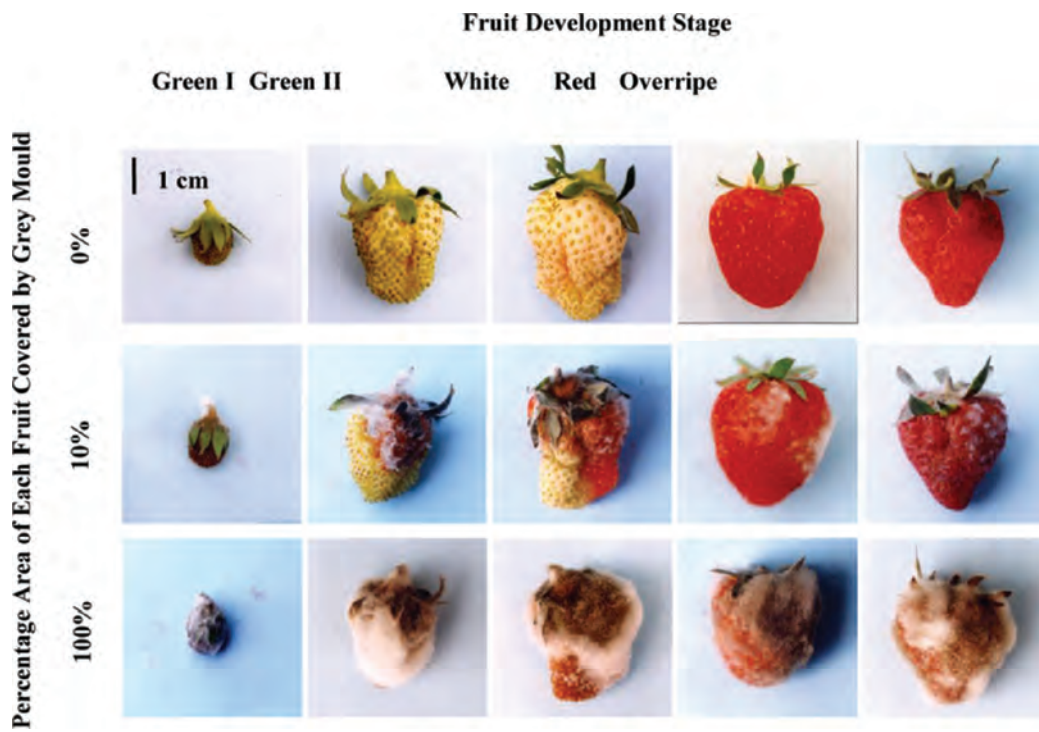 Fruit Development Stage
Green I Green II White Red Overripe
Percentage Area of Each Fruit Covered by Grey Mould
1 cm
0%
10%
100%